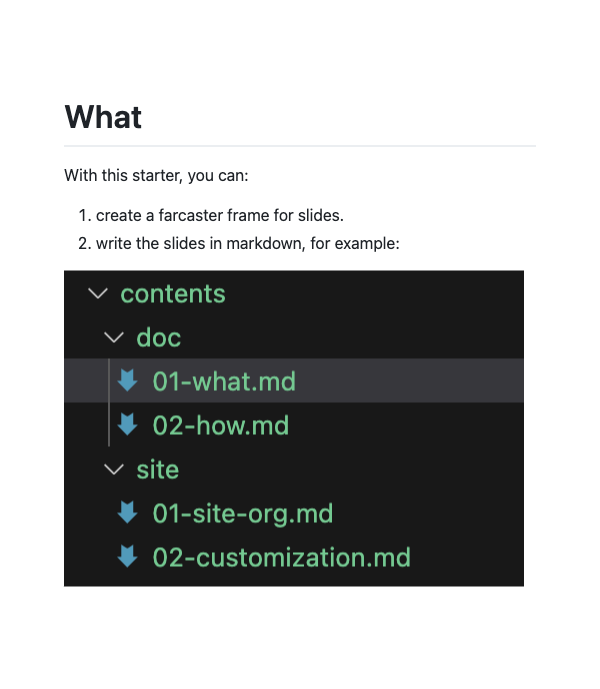 What
With this starter, you can:
1. create a farcaster frame for slides.
2. write the slides in markdown, for example:
contents
doc
01-what.md
02-how.md
site
01-site-org.md
02-customization.md